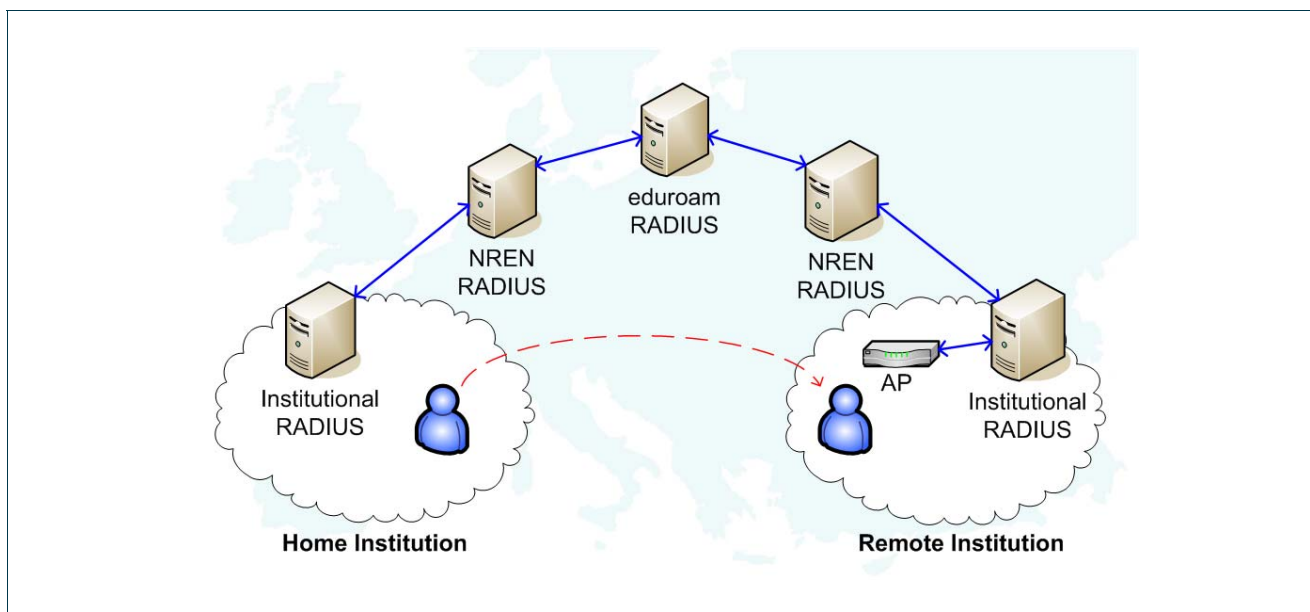 eduroam
RADIUS
NREN
RADIUS
NREN
RADIUS
Institutional
RADIUS
AP
Institutional
RADIUS
Home Institution
Remote Institution